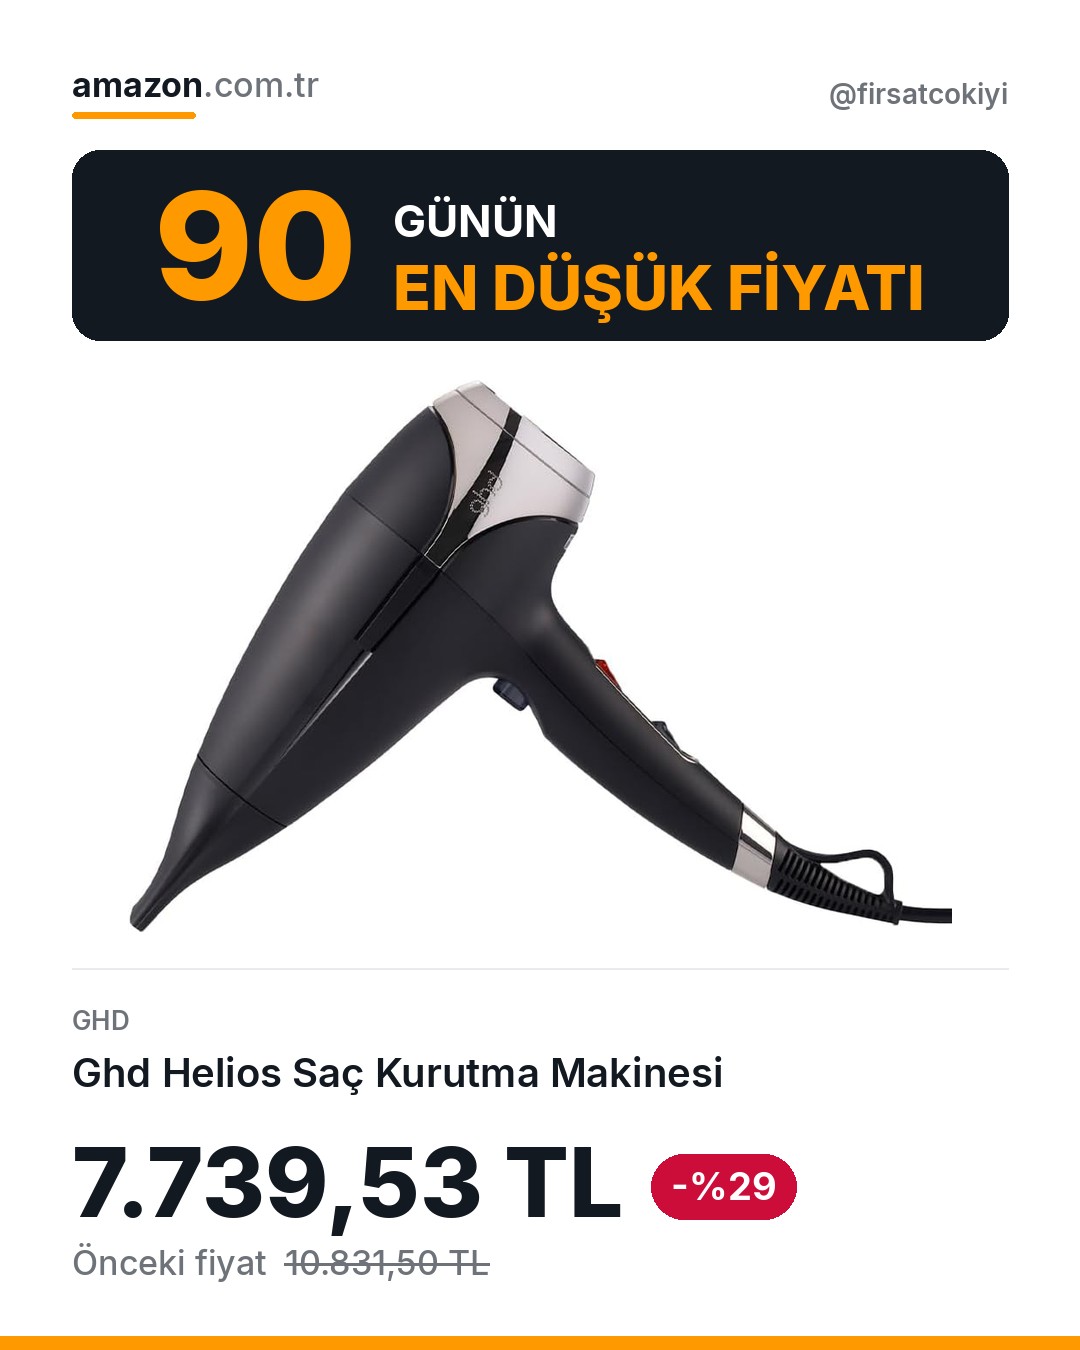 amazon.com.tr
@firsatcokiyi
90 GÜNÜN
EN DÜŞÜK FİYATI
ghd
GHD
Ghd Helios Saç Kurutma Makinesi
7.739,53 TL -%29
Önceki fiyat 10.831,50 TL